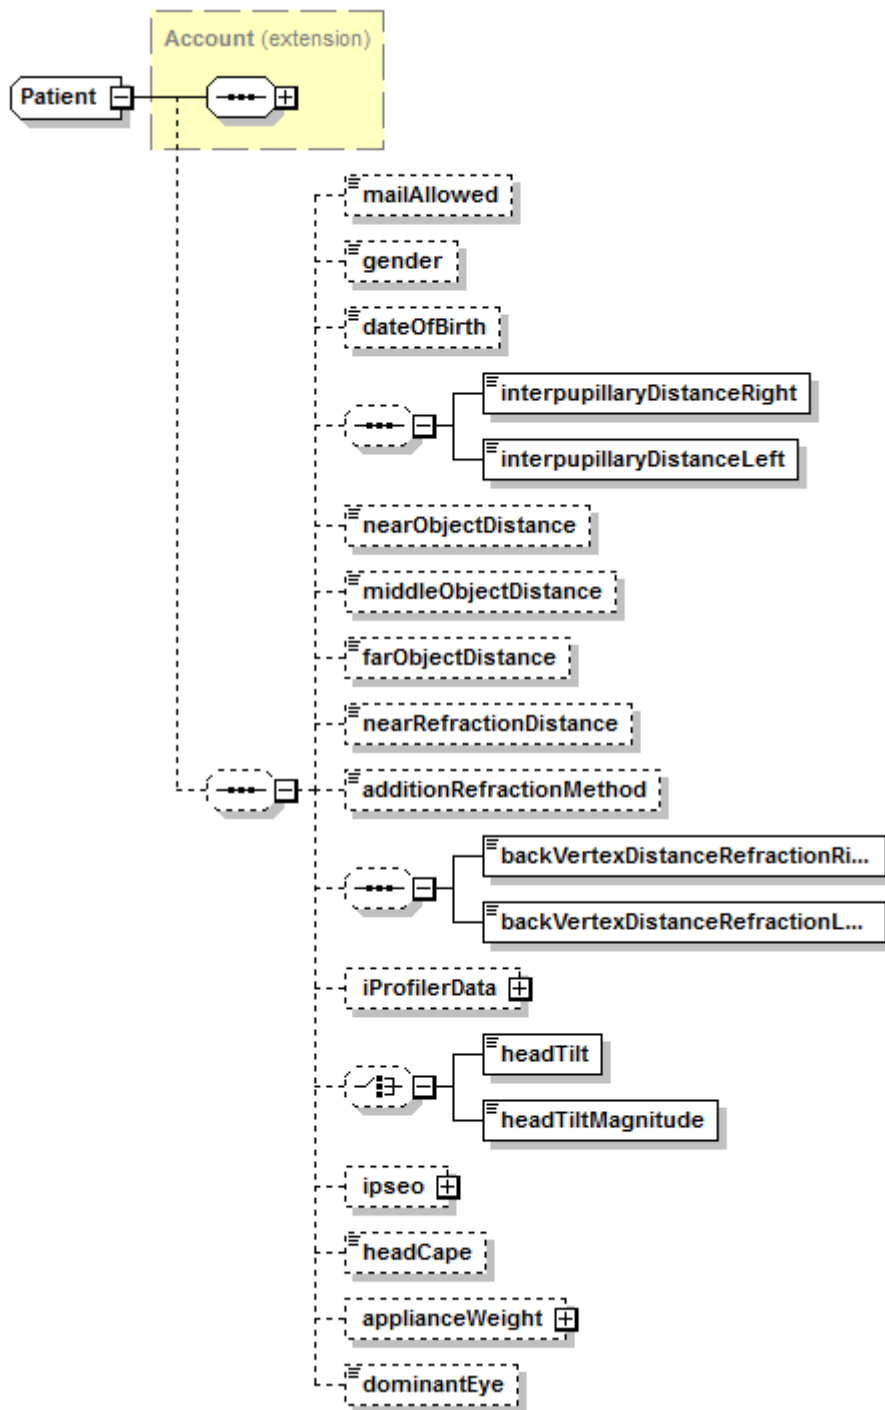 Account (extension)
Patient
mailAllowed
gender
dateOfBirth
interpupillaryDistanceRight
interpupillaryDistanceLeft
nearObjectDistance
middleObjectDistance
farObjectDistance
nearRefractionDistance
additionRefractionMethod
backVertexDistanceRefractionRi...
backVertexDistanceRefractionL...
iProfilerData
headTilt
headTiltMagnitude
ipseo
headCape
applianceWeight
dominantEye